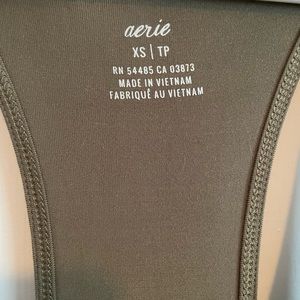 aerie
XS | TP
RN 54485 CA 03873
MADE IN VIETNAM
FABRIQUÉ AU VIETNAM